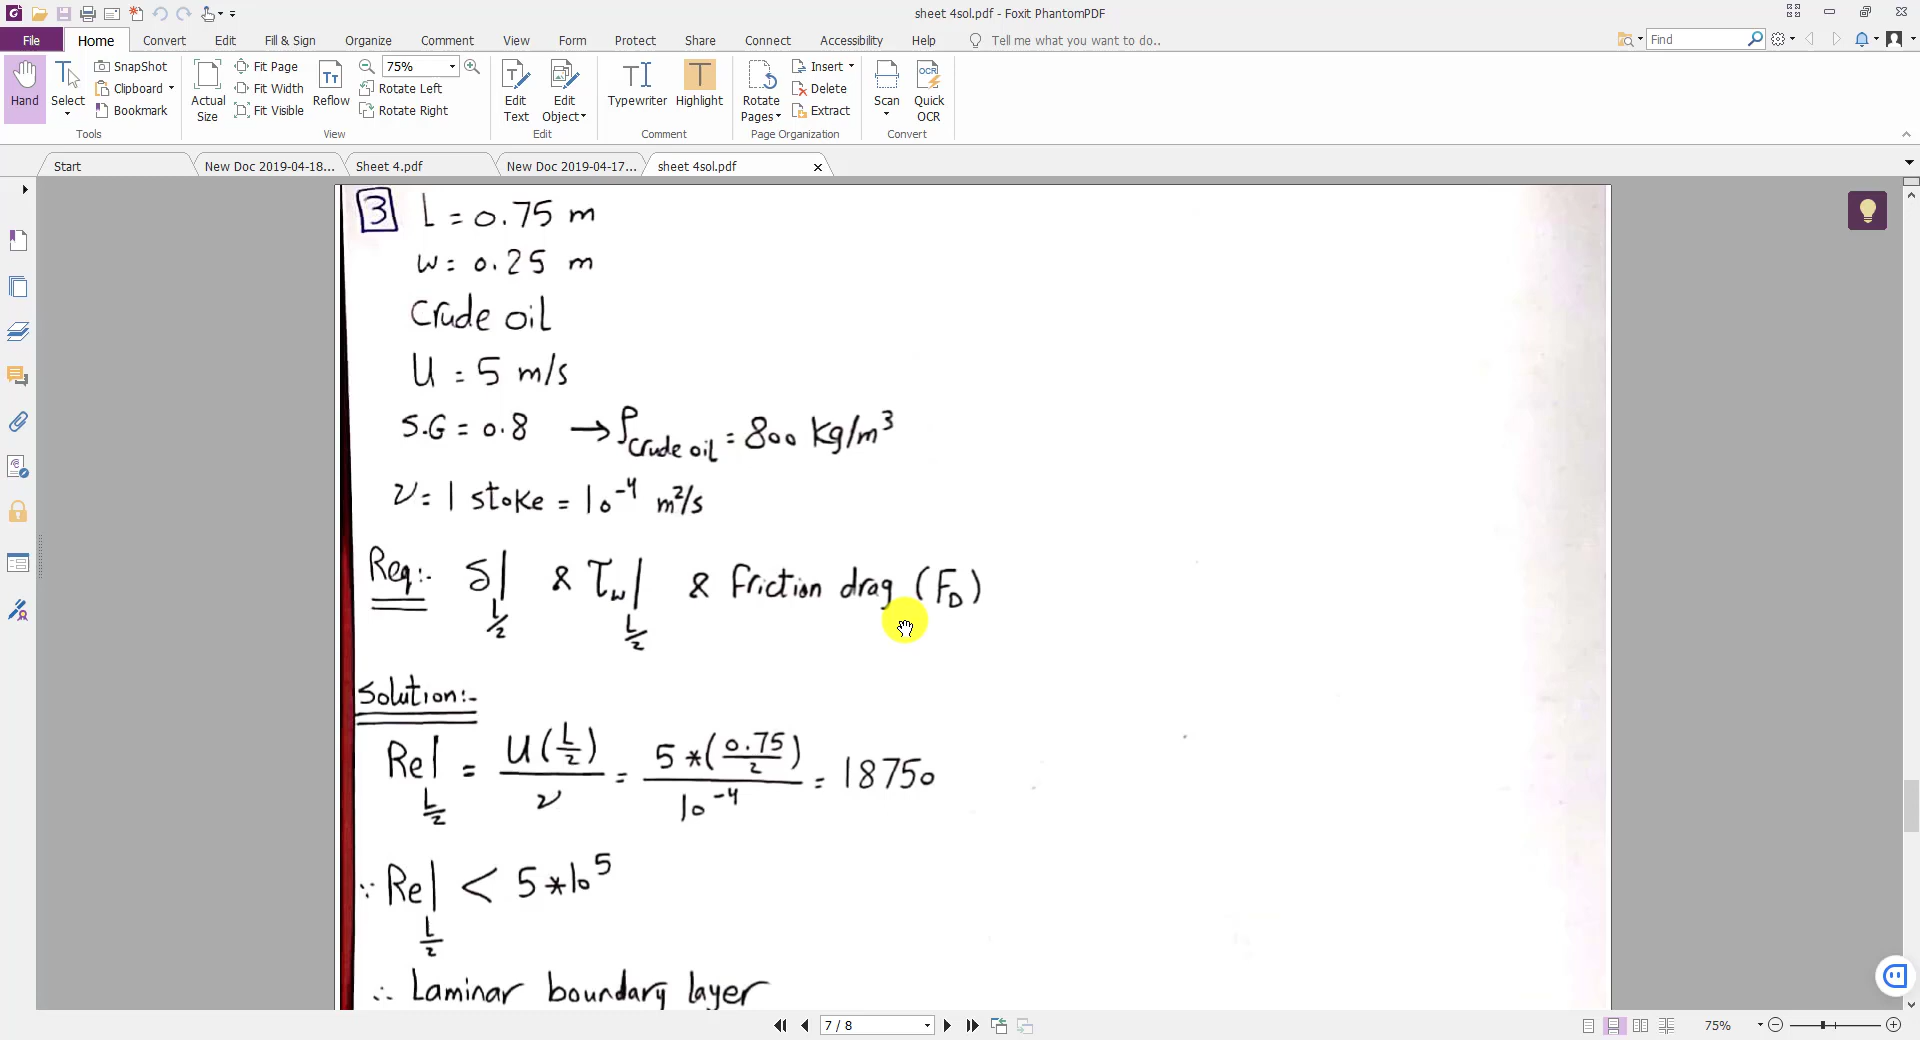 sheet 4sol.pdf - Foxit PhantomPDF
File Home Convert Edit Fill & Sign Organize Comment View Form Protect Share Connect Accessibility Help Tell me what you want to do.. Find
Hand
Select
SnapShot
Clipboard
Bookmark
Tools
Actual Size
Fit Page
Fit Width
Fit Visible
Reflow
75%
Rotate Left
Rotate Right
View
Edit Text
Edit Object
Edit
Typewriter
Highlight
Comment
Rotate Pages
Insert
Delete
Extract
Page Organization
Scan
Quick OCR
Convert
Start New Doc 2019-04-18... Sheet 4.pdf New Doc 2019-04-17... sheet 4sol.pdf
3 L = 0.75 m
w = 0.25 m
Crude oil
U = 5 m/s
S.G = 0.8 → ρ crude oil = 800 kg/m³
ν = 1 stoke = 10⁻⁴ m²/s
Req:- δ| L/2 & τw| L/2 & Friction drag (FD)
Solution:-
Re| L/2 = U(L/2) / ν = 5*(0.75/2) / 10⁻⁴ = 18750
∵ Re| L/2 < 5*10⁵
∴ Laminar boundary layer
7 / 8
75%